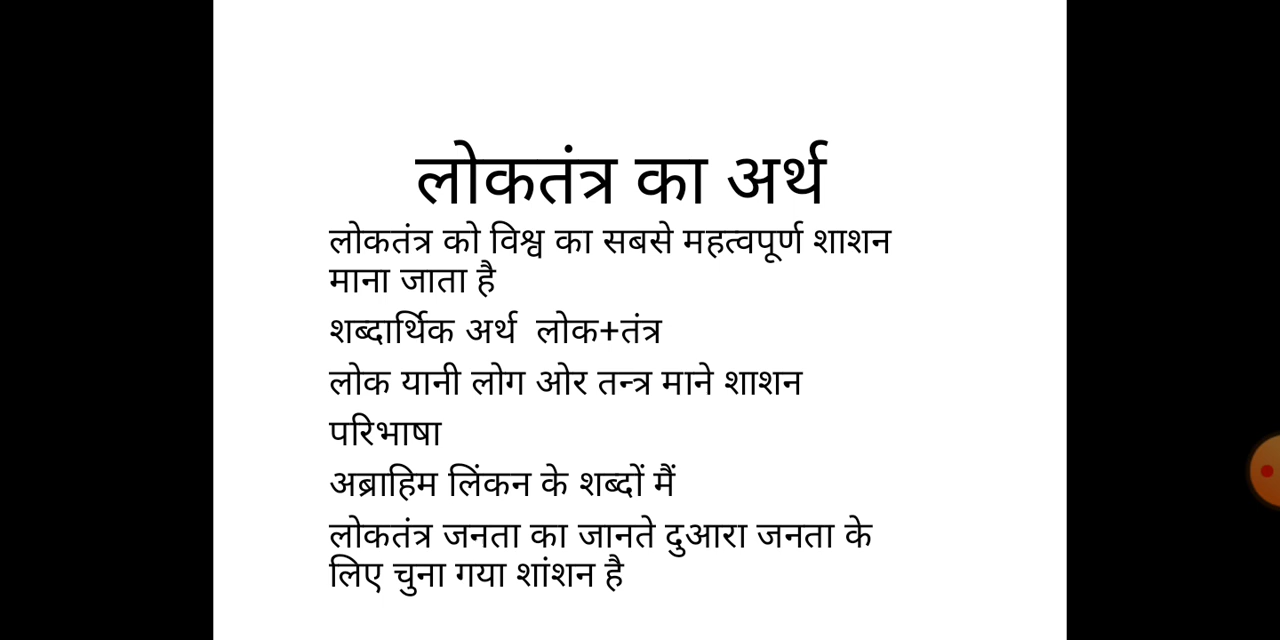 लोकतंत्र का अर्थ
लोकतंत्र को विश्व का सबसे महत्वपूर्ण शाशन
माना जाता है
शब्दार्थिक अर्थ  लोक+तंत्र
लोक यानी लोग ओर तन्त्र माने शाशन
परिभाषा
अब्राहिम लिंकन के शब्दों मैं
लोकतंत्र जनता का जानते दुआरा जनता के
लिए चुना गया शांशन है